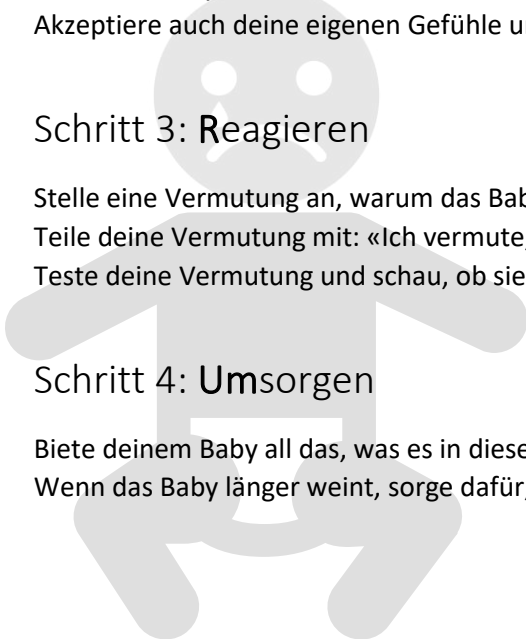 Akzeptiere auch deine eigenen Gefühle
Schritt 3: Reagieren
Stelle eine Vermutung an, warum das
Teile deine Vermutung mit: «Ich vermute,
Teste deine Vermutung und schau, ob sie
Schritt 4: Umsorgen
Biete deinem Baby all das, was es in
Wenn das Baby länger weint, sorge dafür,